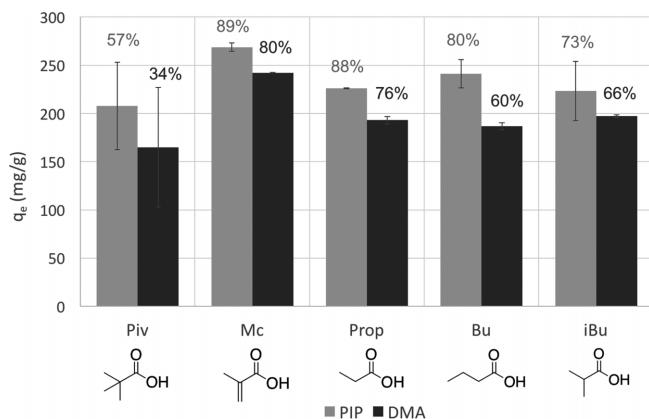 300
250
200
150
100
50
0
qe (mg/g)
57%
34%
89%
80%
88%
76%
80%
60%
73%
66%
Piv
Mc
Prop
Bu
iBu
O
OH
O
OH
O
OH
O
OH
O
OH
PIP DMA